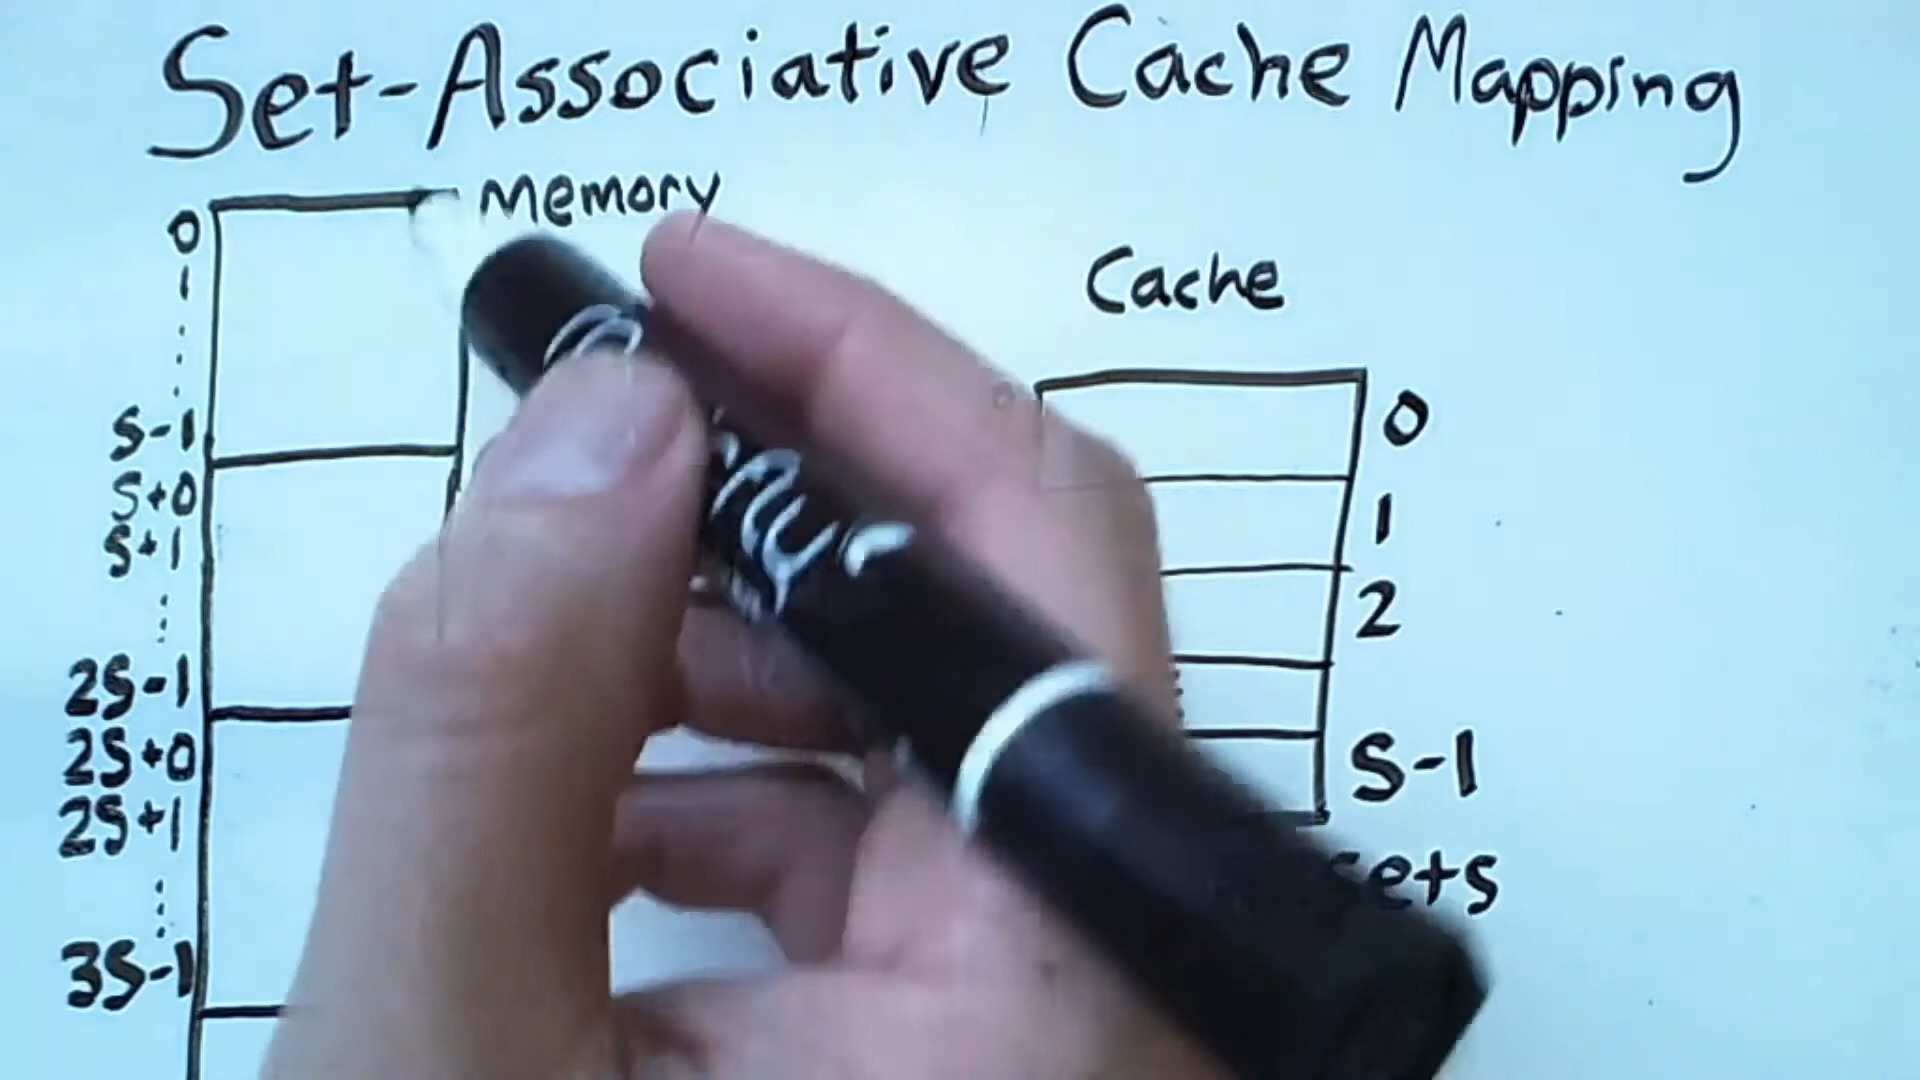 Set-Associative Cache Mapping
Memory
0
1
S-1
S+0
S+1
2S-1
2S+0
2S+1
3S-1
Cache
0
1
2
S-1
sets